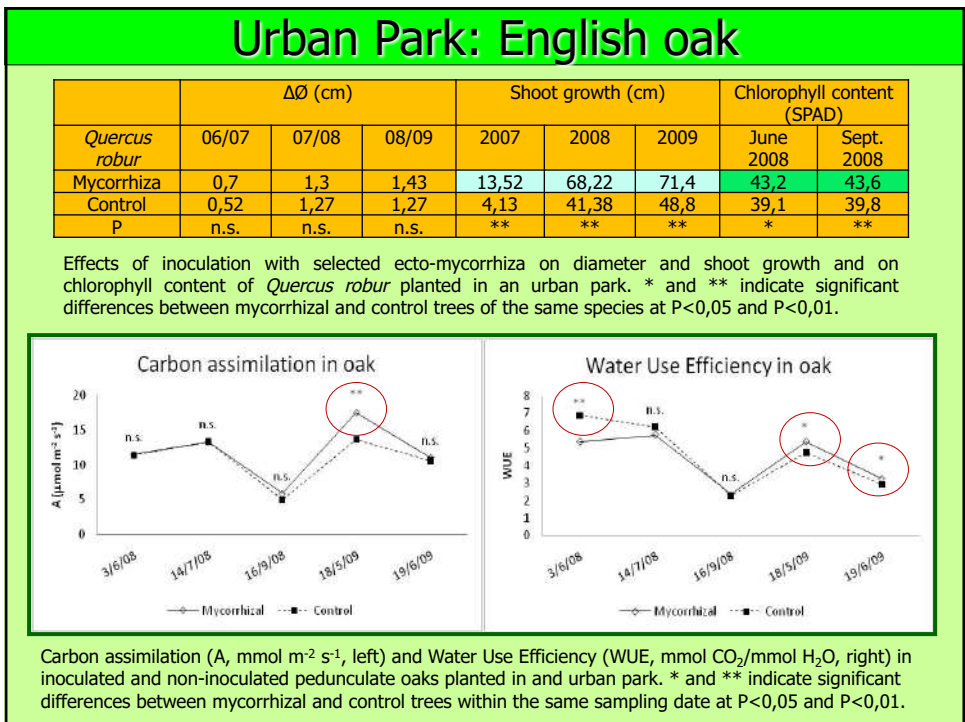 Urban Park: English oak
ΔØ (cm) Shoot growth (cm) Chlorophyll content (SPAD)
Quercus robur 06/07 07/08 08/09 2007 2008 2009 June 2008 Sept. 2008
Mycorrhiza 0,7 1,3 1,43 13,52 68,22 71,4 43,2 43,6
Control 0,52 1,27 1,27 4,13 41,38 48,8 39,1 39,8
P n.s. n.s. n.s. ** ** ** * **
Effects of inoculation with selected ecto-mycorrhiza on diameter and shoot growth and on
chlorophyll content of Quercus robur planted in an urban park. * and ** indicate significant
differences between mycorrhizal and control trees of the same species at P<0,05 and P<0,01.
Carbon assimilation in oak
20
15
10
5
0
A (μmol m-2 s-1)
n.s. n.s. n.s. ** n.s.
3/6/08 14/7/08 16/9/08 18/5/09 19/6/09
Mycorrhizal Control
Water Use Efficiency in oak
8
7
6
5
4
3
2
1
0
WUE
** n.s. n.s. * *
3/6/08 14/7/08 16/9/08 18/5/09 19/6/09
Mycorrhizal Control
Carbon assimilation (A, mmol m-2 s-1, left) and Water Use Efficiency (WUE, mmol CO2/mmol H2O, right) in
inoculated and non-inoculated pedunculate oaks planted in and urban park. * and ** indicate significant
differences between mycorrhizal and control trees within the same sampling date at P<0,05 and P<0,01.